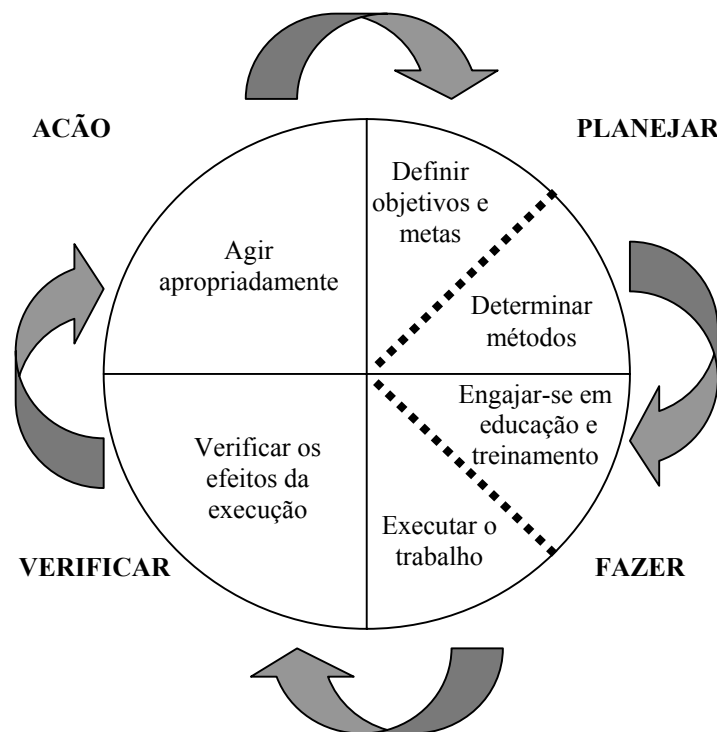 ACÃO
PLANEJAR
Definir
objetivos e
metas
Agir
apropriadamente
Determinar
métodos
Engajar-se em
educação e
treinamento
Verificar os
efeitos da
execução
Executar o
trabalho
VERIFICAR
FAZER